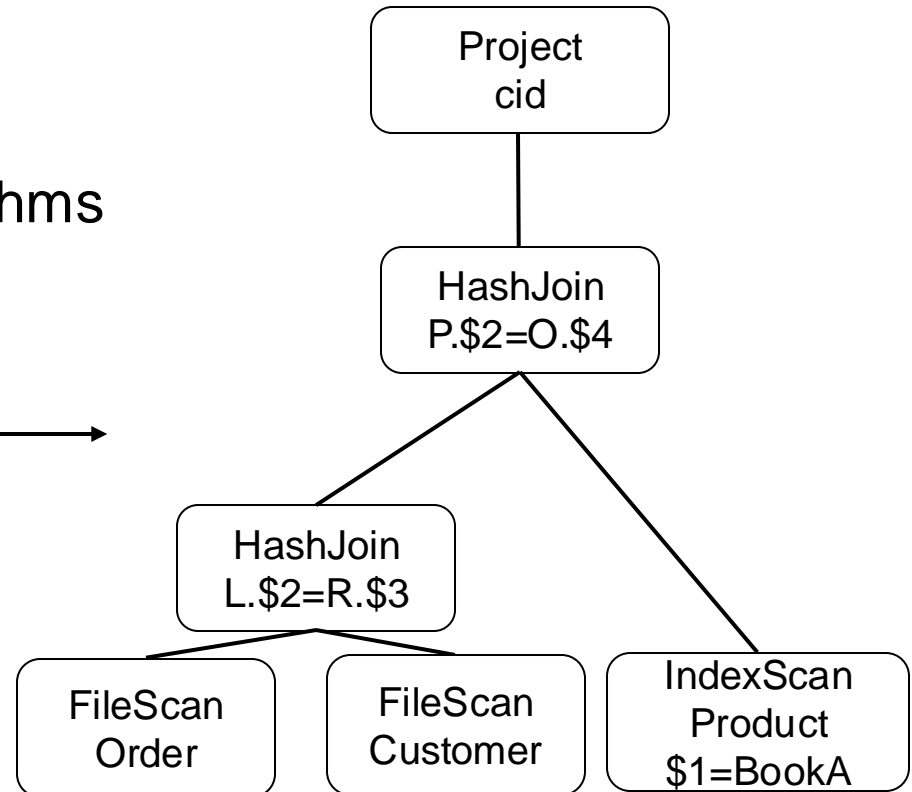 Project
cid
hms
HashJoin
P.$2=O.$4
HashJoin
L.$2=R.$3
FileScan
Order
FileScan
Customer
IndexScan
Product
$1=BookA